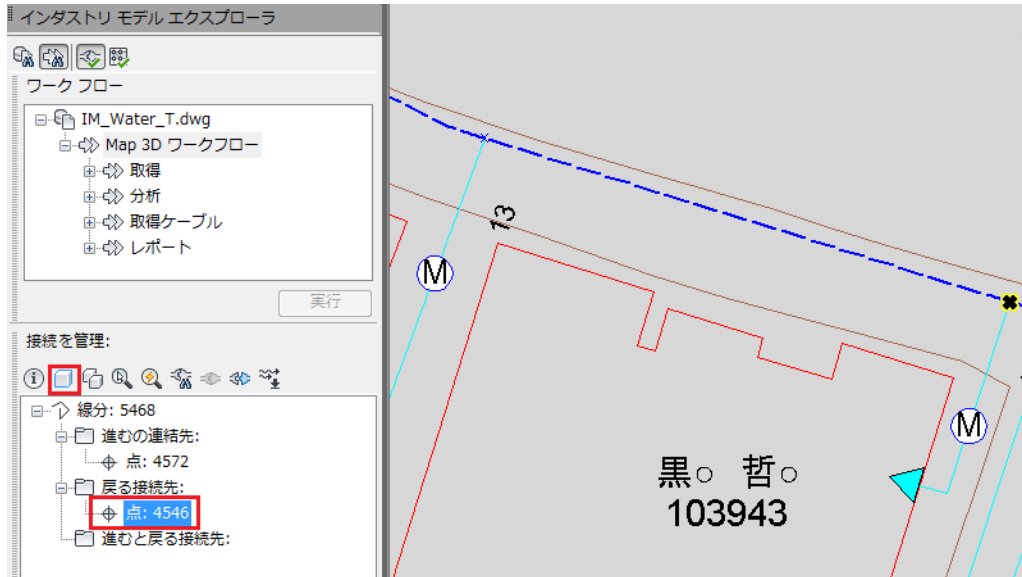 インダストリ モデル エクスプローラ
ワーク フロー
IM_Water_T.dwg
Map 3D ワークフロー
取得
分析
取得ケーブル
レポート
実行
接続を管理:
線分: 5468
進むの連結先:
点: 4572
戻る接続先:
点: 4546
進むと戻る接続先:
13
M
M
黒○ 哲○
103943